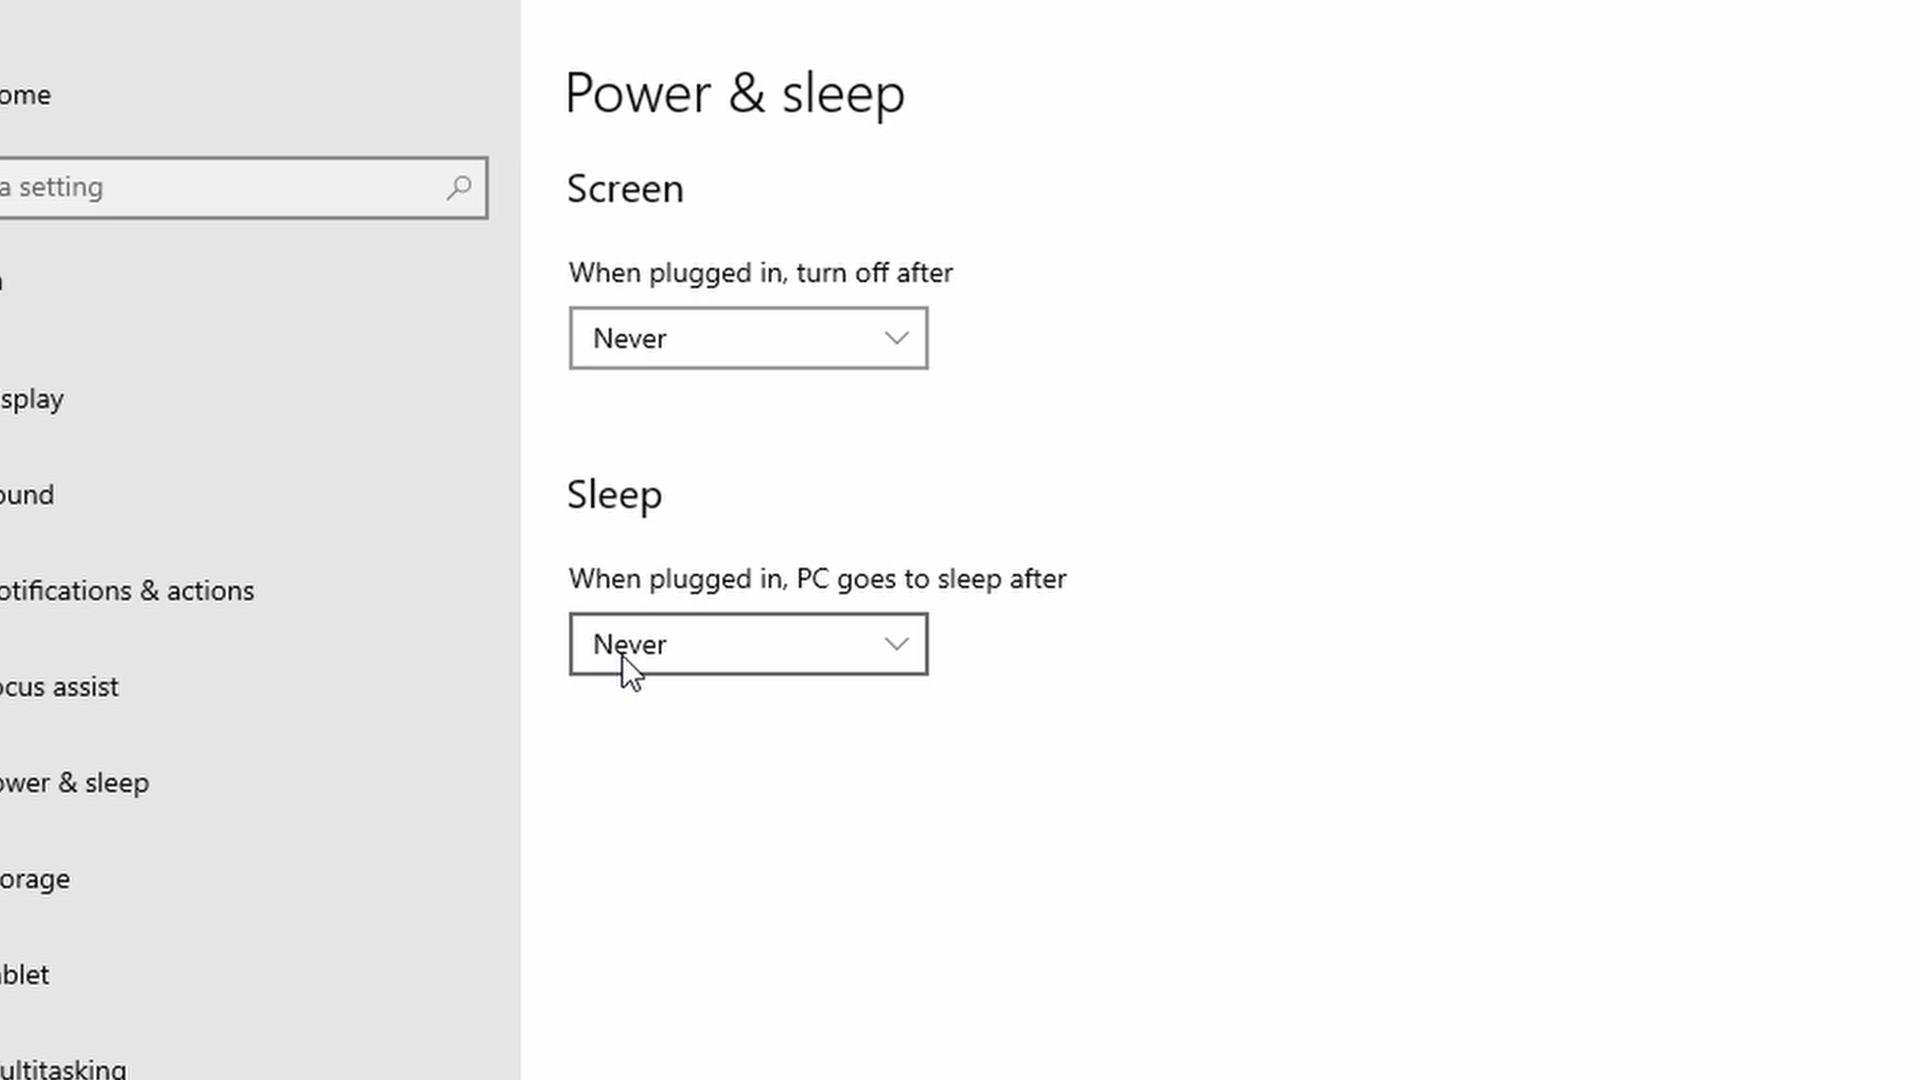 ome
a setting
splay
ound
otifications & actions
ocus assist
ower & sleep
orage
ablet
ultitasking
Power & sleep
Screen
When plugged in, turn off after
Never
Sleep
When plugged in, PC goes to sleep after
Never